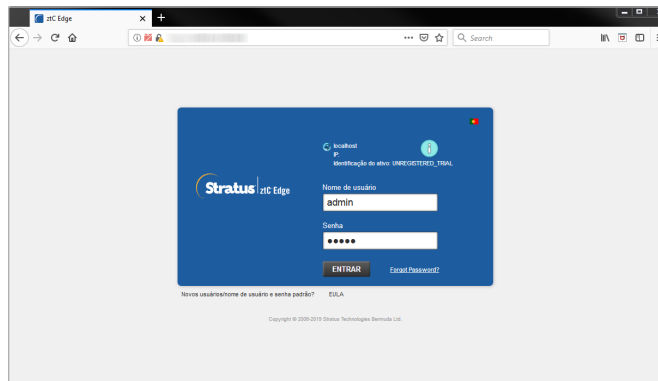 ztC Edge
Search
localhost
IP:
Identificação do ativo: UNREGISTERED_TRIAL
Stratus ztC Edge
Nome de usuário
admin
Senha
ENTRAR
Forgot Password?
Novos usuários/nome de usuário e senha padrão?
EULA
Copyright © 2008-2019 Stratus Technologies Bermuda Ltd.